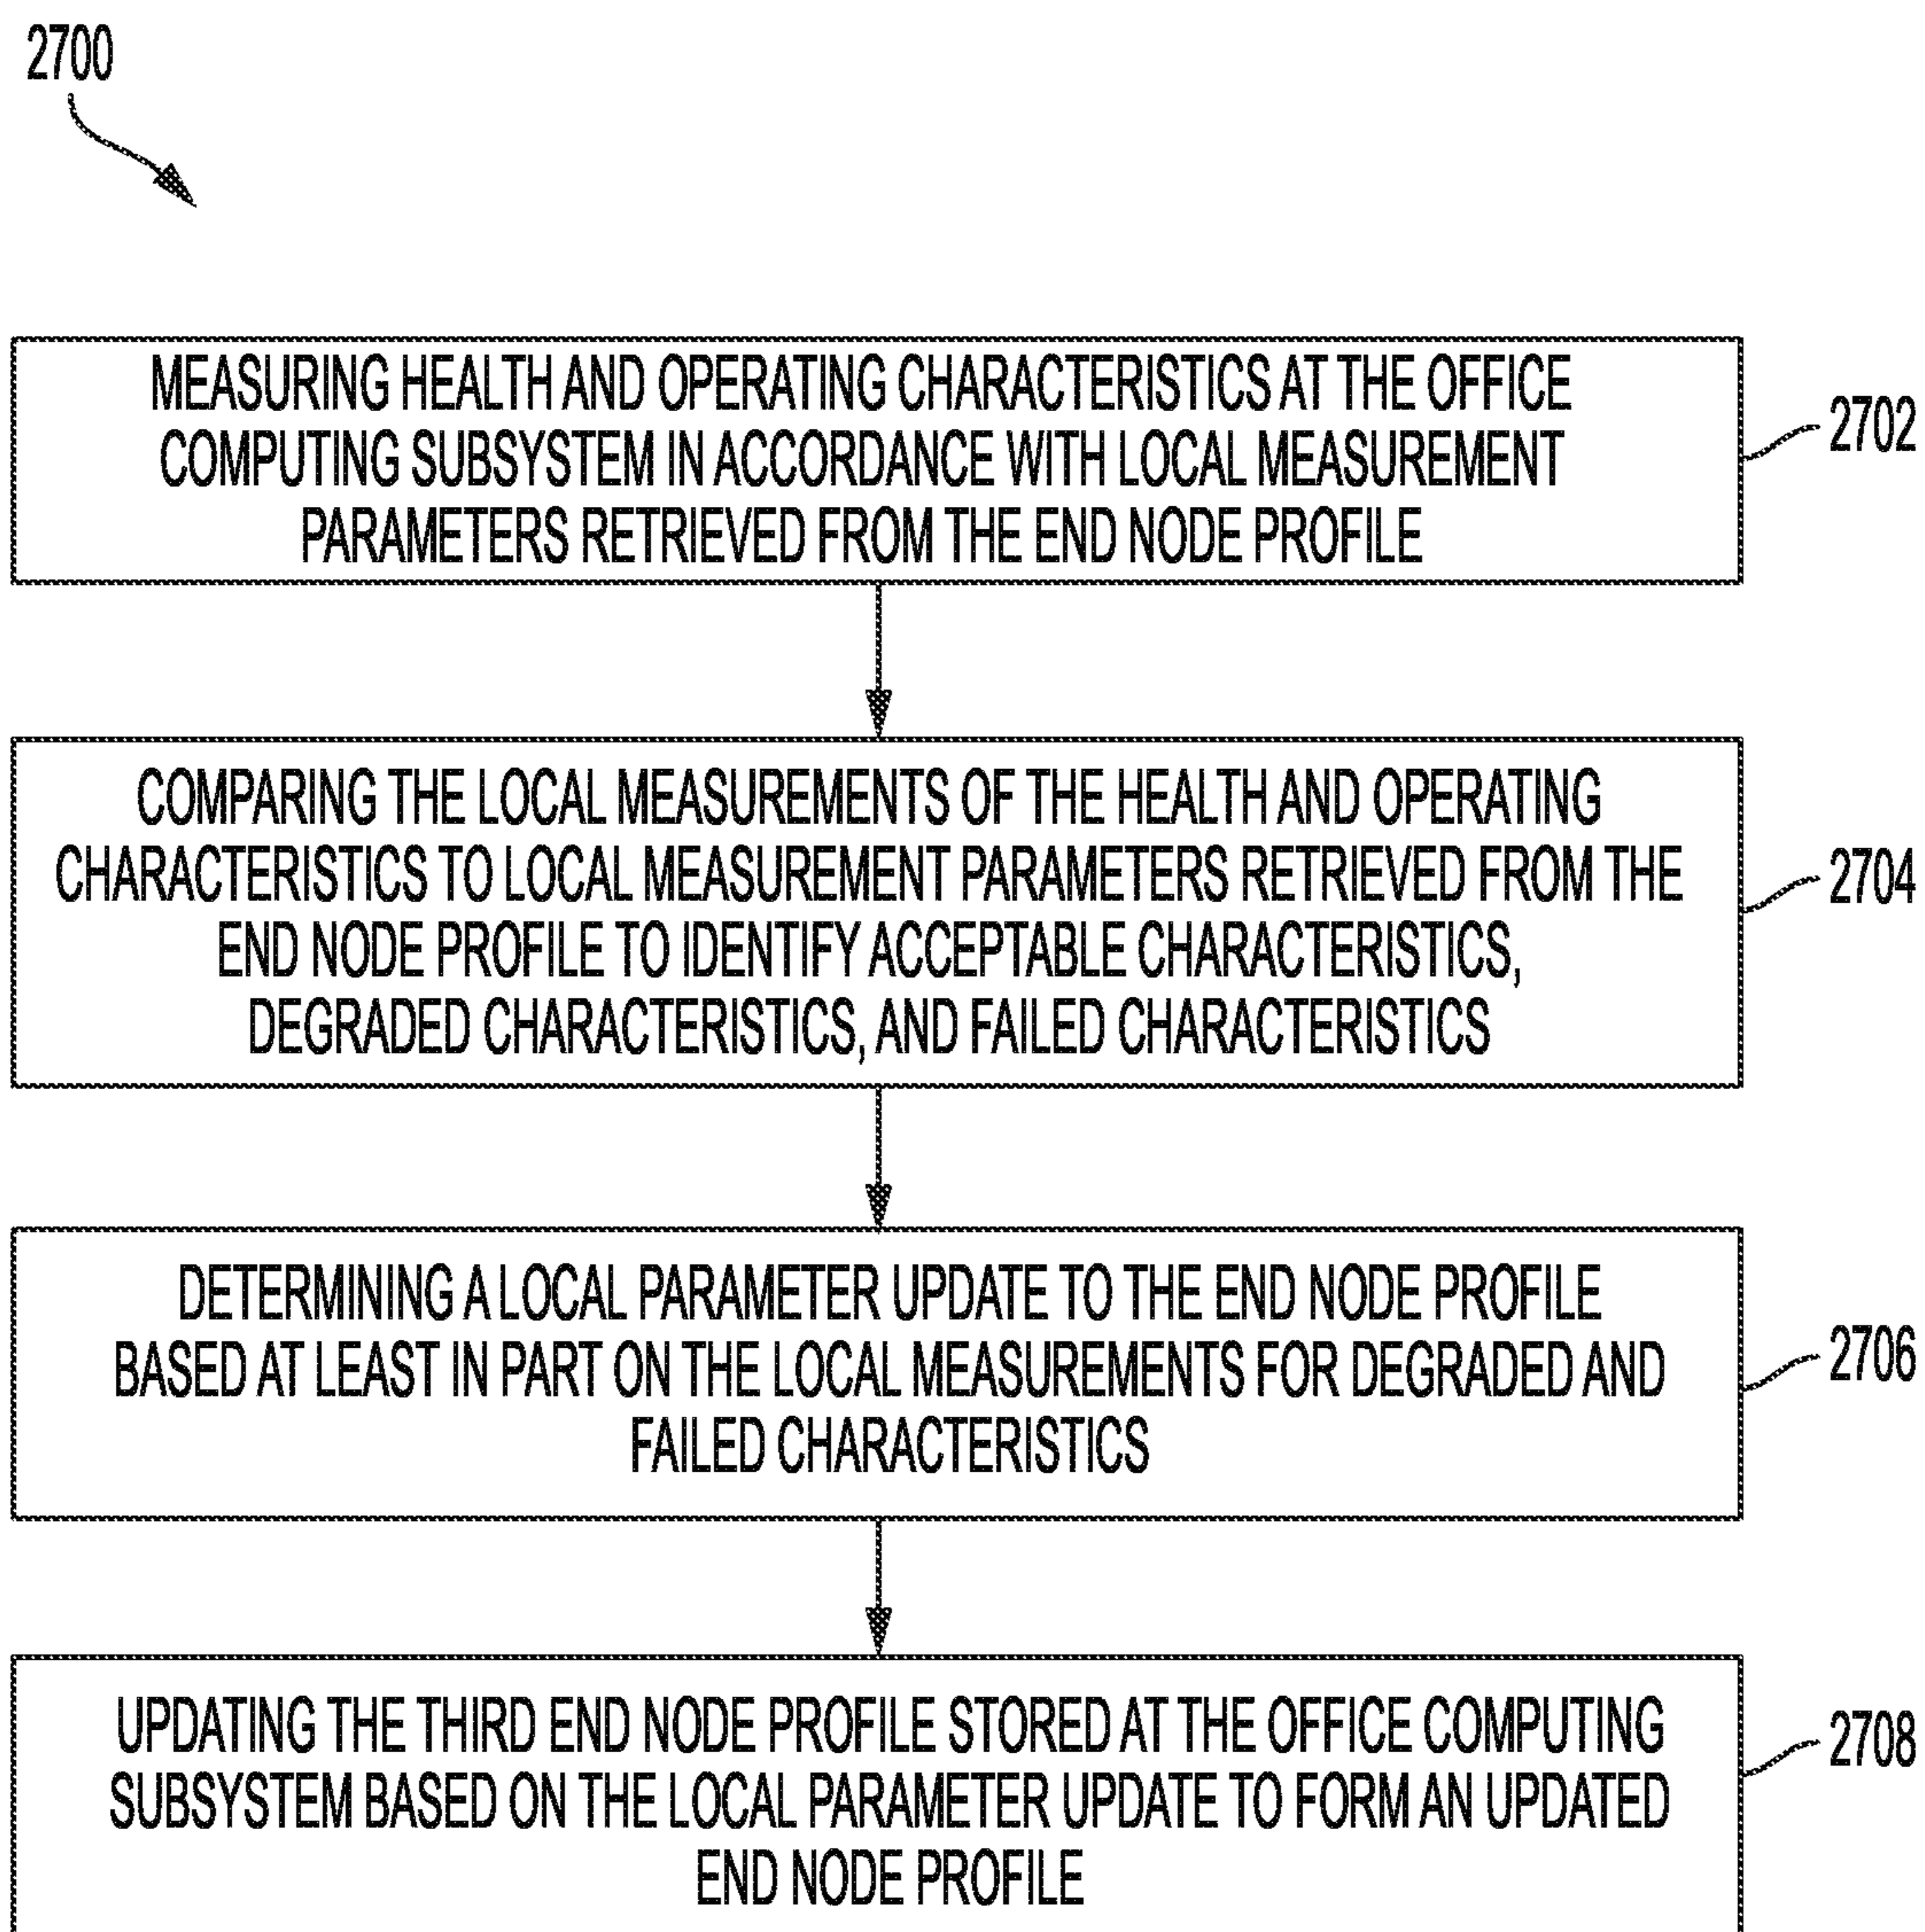 2700
MEASURING HEALTH AND OPERATING CHARACTERISTICS AT THE OFFICE
COMPUTING SUBSYSTEM IN ACCORDANCE WITH LOCAL MEASUREMENT
PARAMETERS RETRIEVED FROM THE END NODE PROFILE
2702
COMPARING THE LOCAL MEASUREMENTS OF THE HEALTH AND OPERATING
CHARACTERISTICS TO LOCAL MEASUREMENT PARAMETERS RETRIEVED FROM THE
END NODE PROFILE TO IDENTIFY ACCEPTABLE CHARACTERISTICS,
DEGRADED CHARACTERISTICS, AND FAILED CHARACTERISTICS
2704
DETERMINING A LOCAL PARAMETER UPDATE TO THE END NODE PROFILE
BASED AT LEAST IN PART ON THE LOCAL MEASUREMENTS FOR DEGRADED AND
FAILED CHARACTERISTICS
2706
UPDATING THE THIRD END NODE PROFILE STORED AT THE OFFICE COMPUTING
SUBSYSTEM BASED ON THE LOCAL PARAMETER UPDATE TO FORM AN UPDATED
END NODE PROFILE
2708